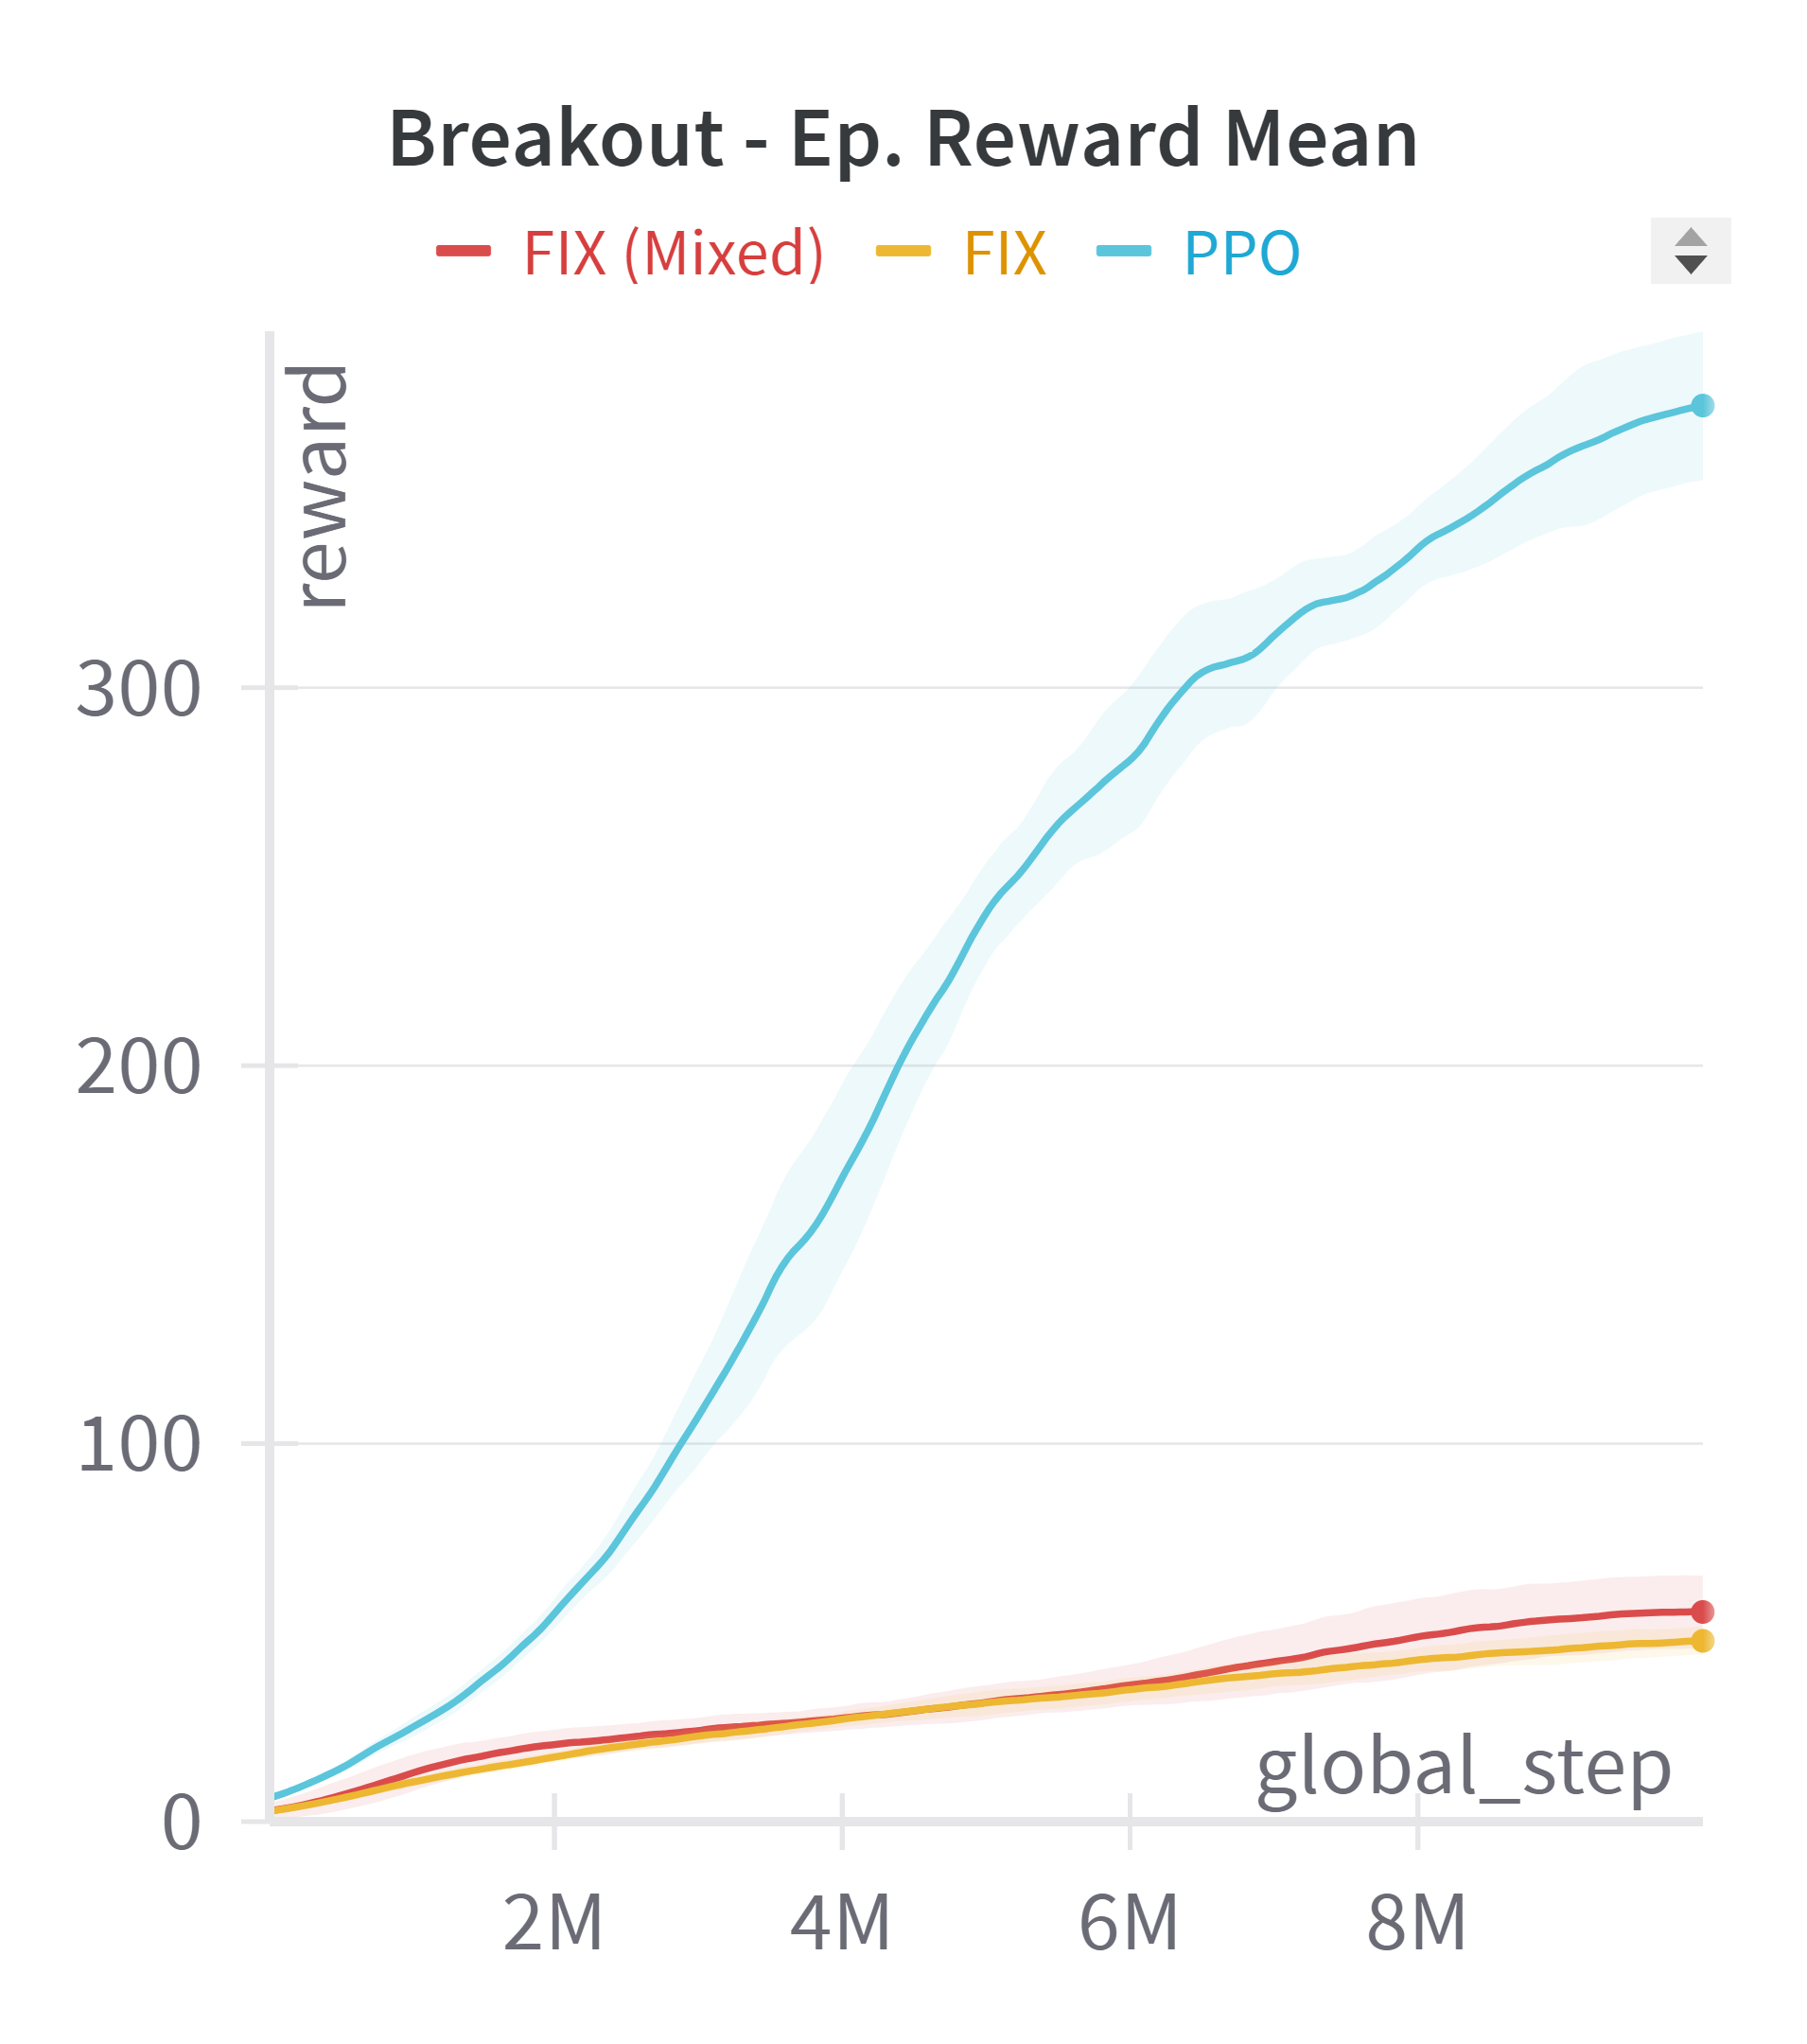 Breakout - Ep. Reward Mean
FIX (Mixed) FIX PPO
reward
300
200
100
0
global_step
2M 4M 6M 8M